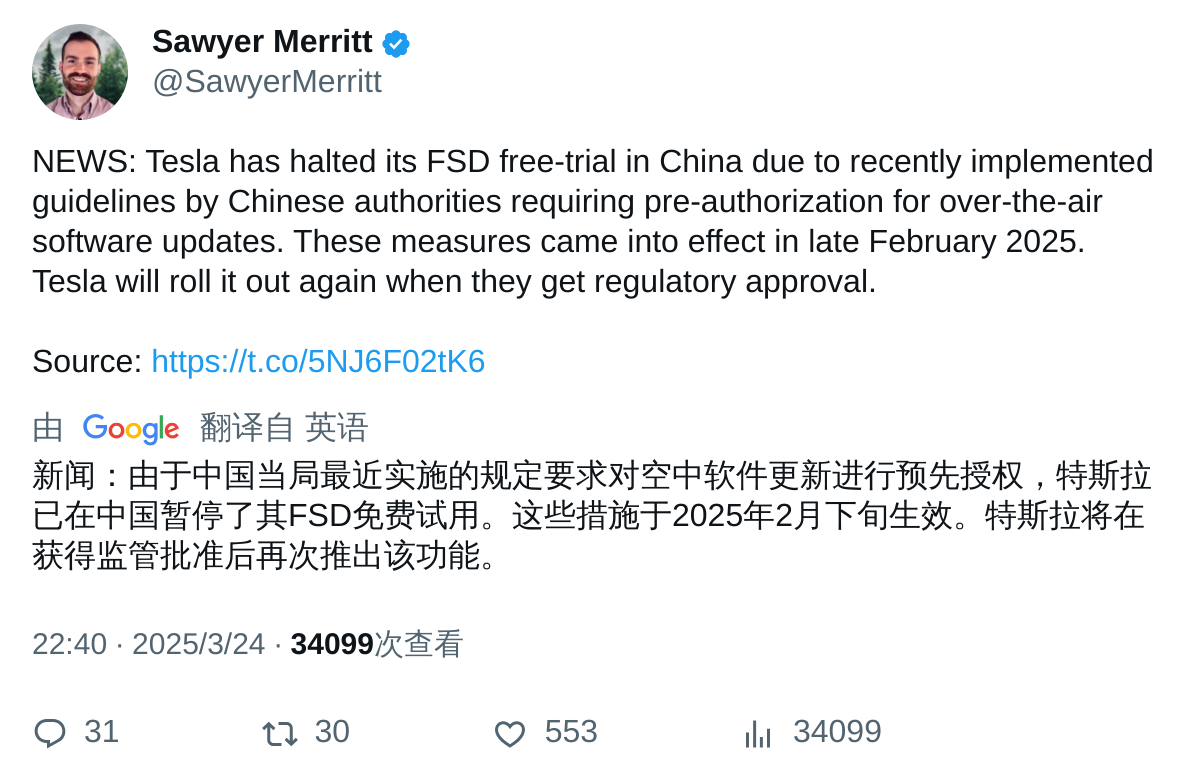 Sawyer Merritt
@SawyerMerritt
NEWS: Tesla has halted its FSD free-trial in China due to recently implemented
guidelines by Chinese authorities requiring pre-authorization for over-the-air
software updates. These measures came into effect in late February 2025.
Tesla will roll it out again when they get regulatory approval.
Source: https://t.co/5NJ6F02tK6
由 Google 翻译自 英语
新闻：由于中国当局最近实施的规定要求对空中软件更新进行预先授权，特斯拉
已在中国暂停了其FSD免费试用。这些措施于2025年2月下旬生效。特斯拉将在
获得监管批准后再次推出该功能。
22:40 · 2025/3/24 · 34099次查看
31 30 553 34099